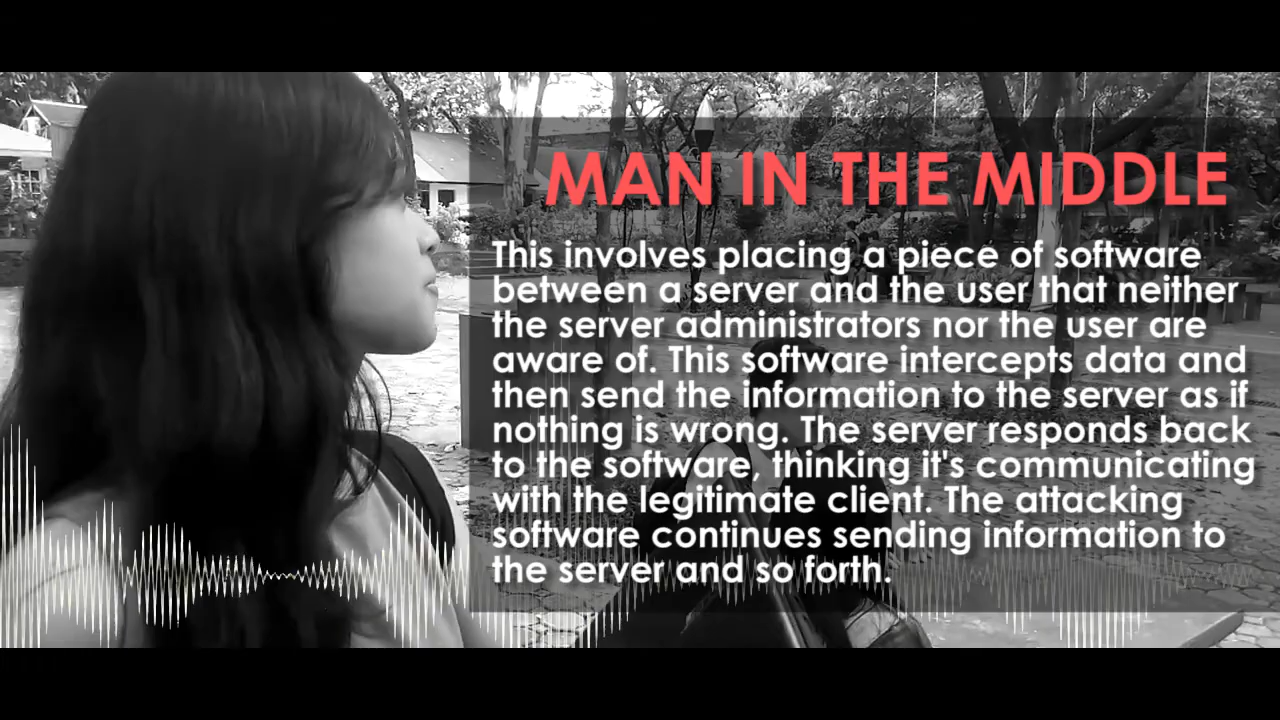 MAN IN THE MIDDLE
This involves placing a piece of software
between a server and the user that neither
the server administrators nor the user are
aware of. This software intercepts data and
then send the information to the server as if
nothing is wrong. The server responds back
to the software, thinking it's communicating
with the legitimate client. The attacking
software continues sending information to
the server and so forth.